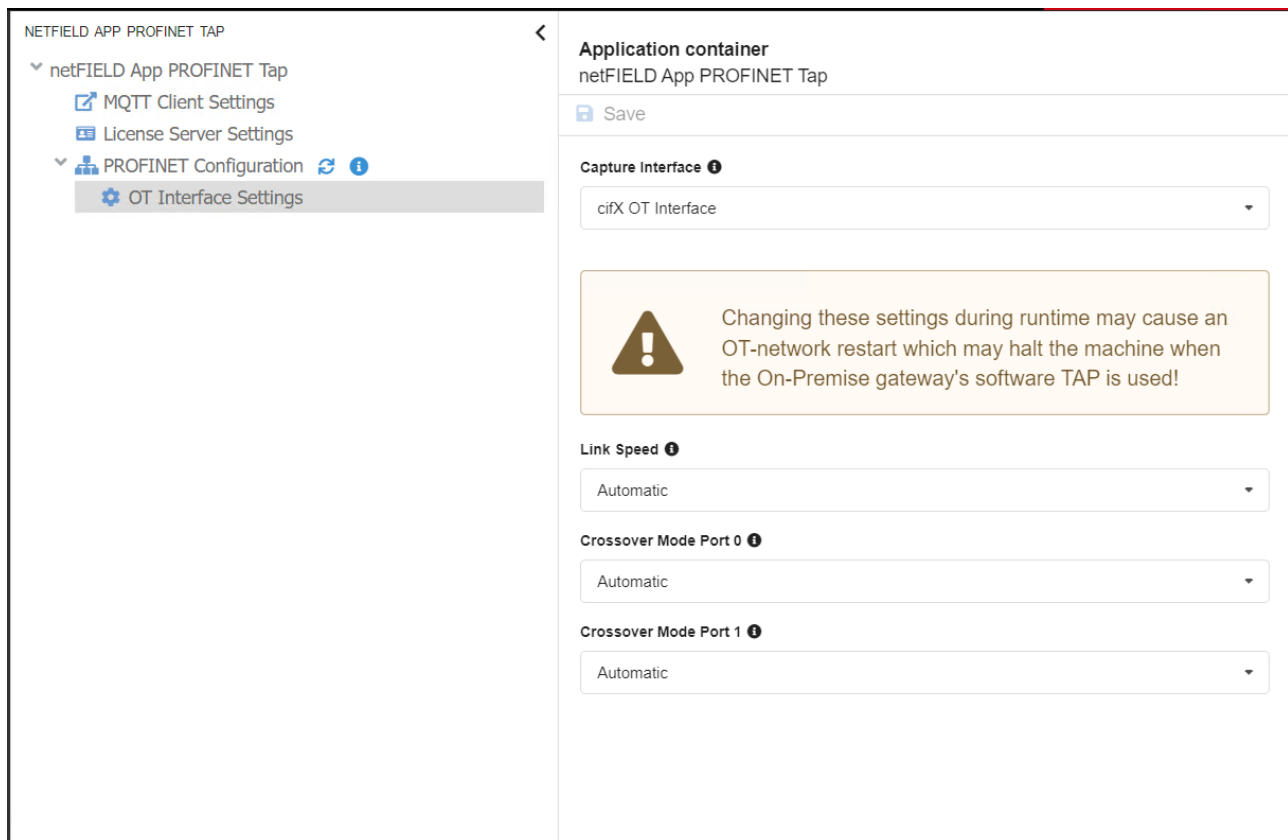 NETFIELD APP PROFINET TAP
netFIELD App PROFINET Tap
MQTT Client Settings
License Server Settings
PROFINET Configuration
OT Interface Settings
Application container
netFIELD App PROFINET Tap
Save
Capture Interface
cifX OT Interface
Changing these settings during runtime may cause an
OT-network restart which may halt the machine when
the On-Premise gateway's software TAP is used!
Link Speed
Automatic
Crossover Mode Port 0
Automatic
Crossover Mode Port 1
Automatic